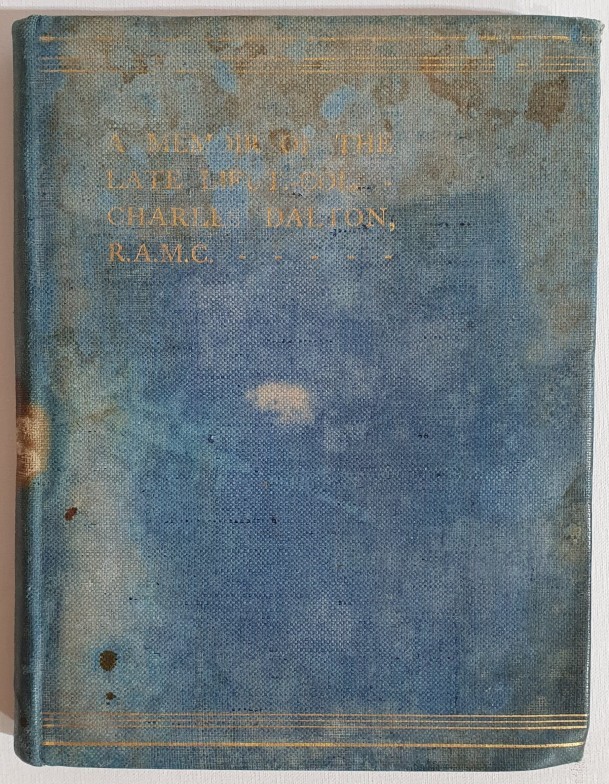 A MEMOIR OF THE
LATE LIEUT. COL. -
CHARLES DALTON,
R.A.M.C. - - - - -